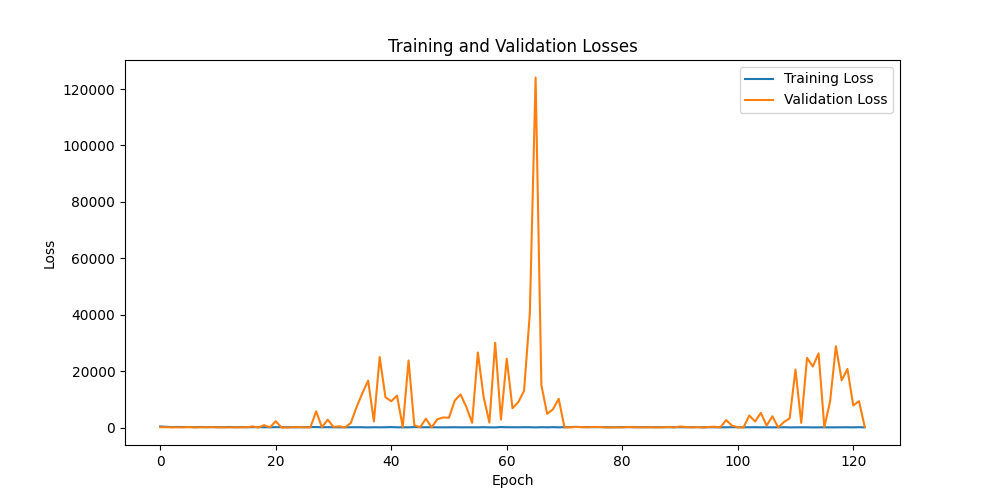 Training and Validation Losses
Training Loss
Validation Loss
120000
100000
80000
60000
40000
20000
0
Loss
0 20 40 60 80 100 120
Epoch